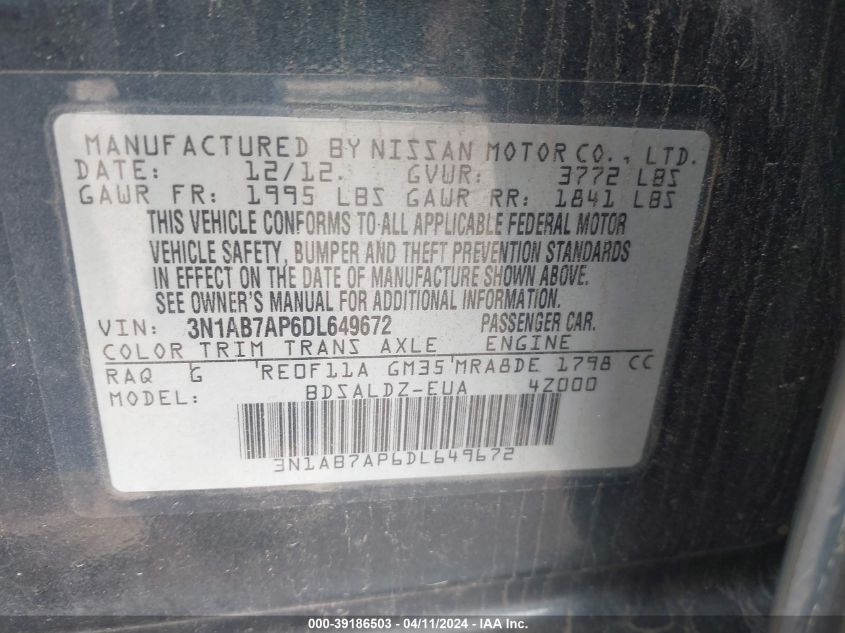 MANUFACTURED BY NISSAN MOTOR CO., LTD.
DATE: 12/12. GVWR: 3772 LBS
GAWR FR: 1995 LBS GAWR RR: 1841 LBS
THIS VEHICLE CONFORMS TO ALL APPLICABLE FEDERAL MOTOR
VEHICLE SAFETY, BUMPER AND THEFT PREVENTION STANDARDS
IN EFFECT ON THE DATE OF MANUFACTURE SHOWN ABOVE.
SEE OWNER'S MANUAL FOR ADDITIONAL INFORMATION.
VIN: 3N1AB7AP6DL649672 PASSENGER CAR.
COLOR TRIM TRANS AXLE ENGINE
RAQ G RE0F11A GM35 MRA8DE 1798 CC
MODEL: BDSALDZ-EUA 4Z000
3N1AB7AP6DL649672
000-39186503 - 04/11/2024 - IAA Inc.